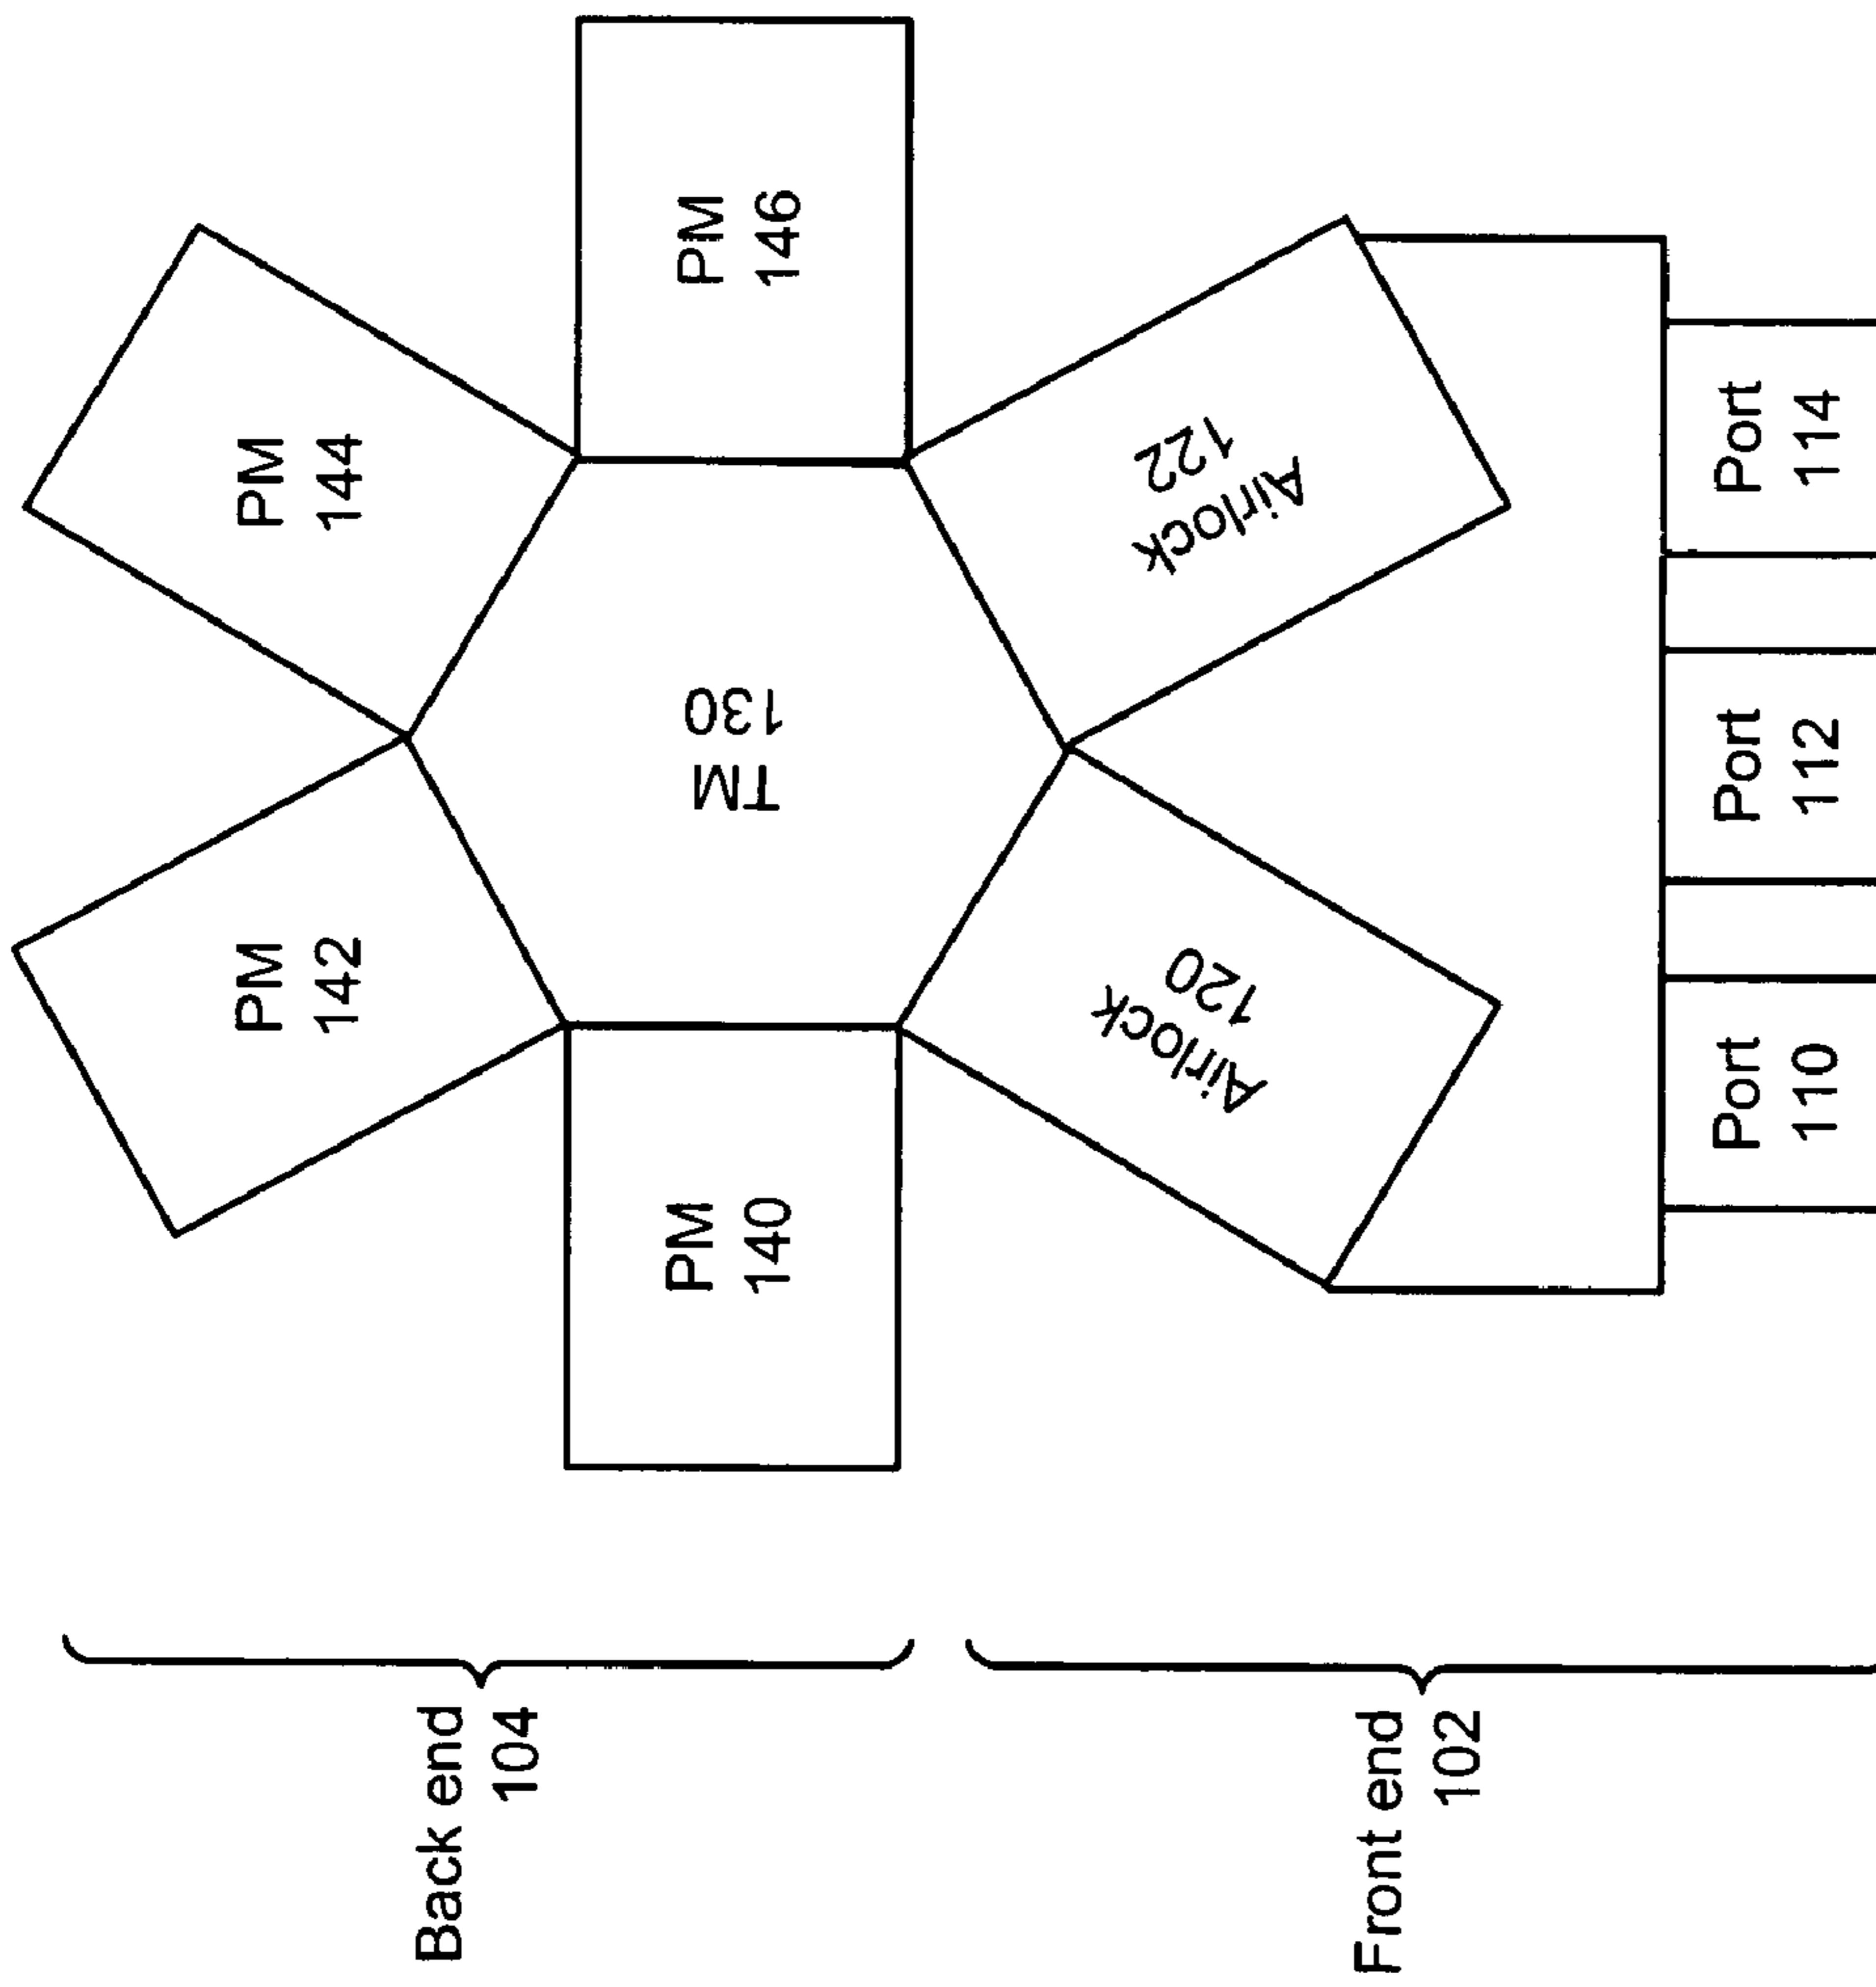 Back end
104
Front end
102
PM
142
PM
144
PM
140
PM
146
TM
130
Airlock
120
Airlock
122
Port
110
Port
112
Port
114